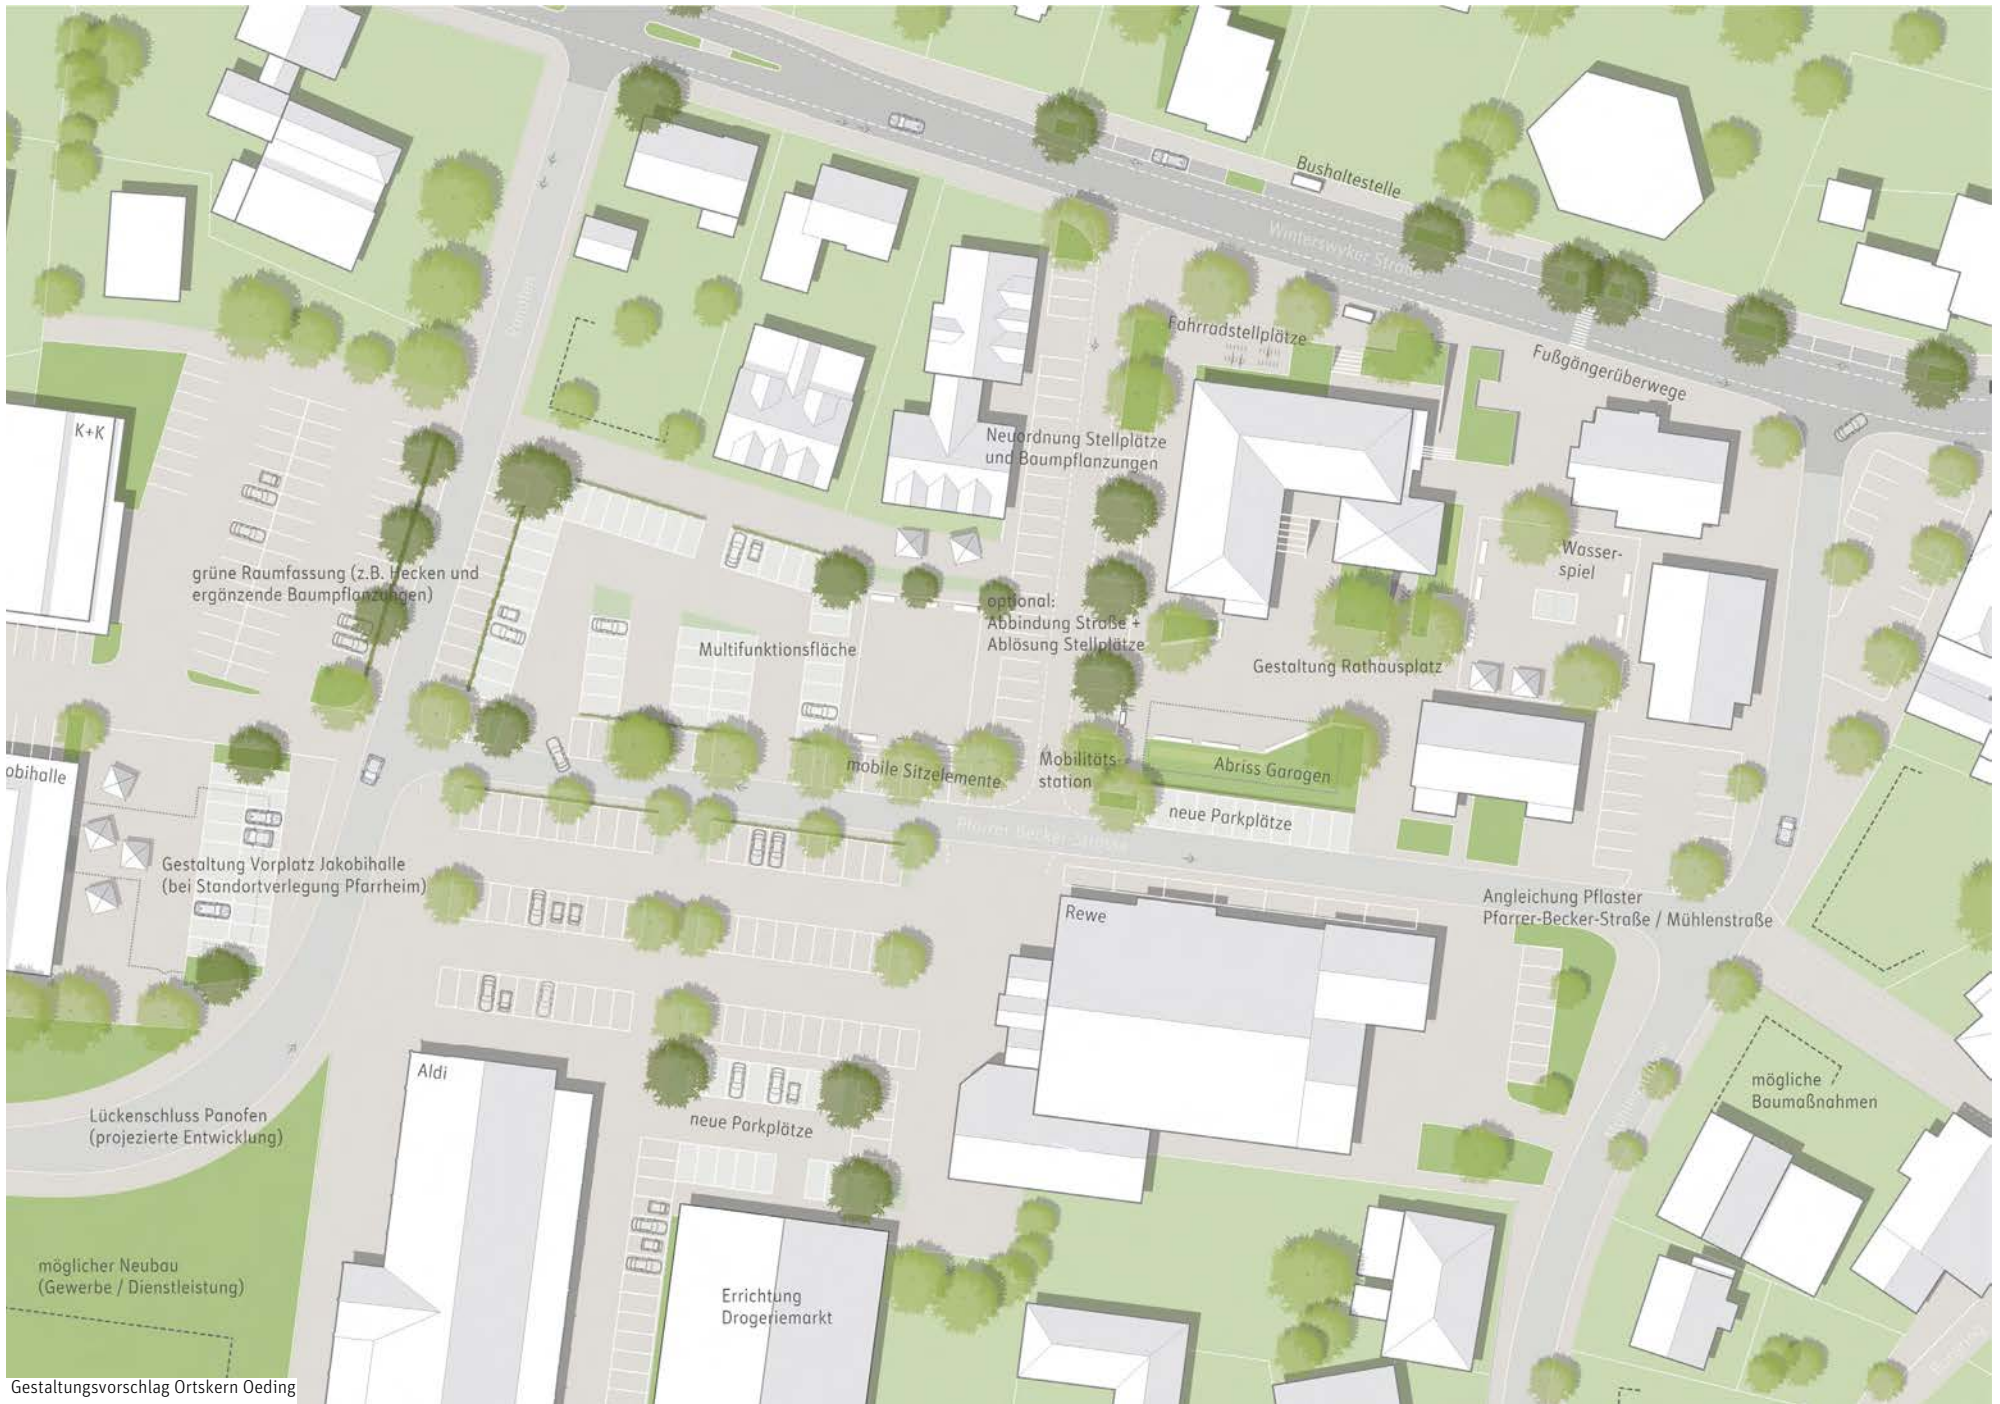 Bushaltestelle
Winterswyker Straße
Panofen
Fahrradstellplätze
Fußgängerüberwege
K+K
Neuordnung Stellplätze
und Baumpflanzungen
Wasser-
spiel
grüne Raumfassung (z.B. Hecken und
ergänzende Baumpflanzungen)
optional:
Abbindung Straße +
Ablösung Stellplätze
Multifunktionsfläche
Gestaltung Rathausplatz
obihalle
mobile Sitzelemente
Mobilitäts-
station
Abriss Garagen
neue Parkplätze
Pfarrer-Becker-Straße
Gestaltung Vorplatz Jakobihalle
(bei Standortverlegung Pfarrheim)
Angleichung Pflaster
Pfarrer-Becker-Straße / Mühlenstraße
Rewe
Aldi
Lückenschluss Panofen
(projezierte Entwicklung)
neue Parkplätze
mögliche
Baumaßnahmen
möglicher Neubau
(Gewerbe / Dienstleistung)
Errichtung
Drogeriemarkt
Gestaltungsvorschlag Ortskern Oeding